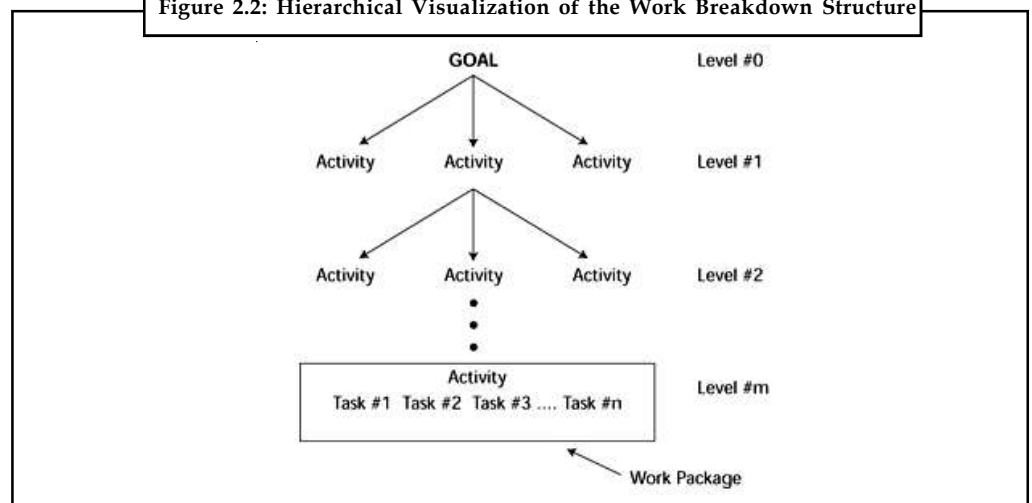 Figure 2.2: Hierarchical Visualization of the Work Breakdown Structure
GOAL Level #0
Activity Activity Activity Level #1
Activity Activity Activity Level #2
Activity
Level #m
Task #1 Task #2 Task #3 .... Task #n
Work Package